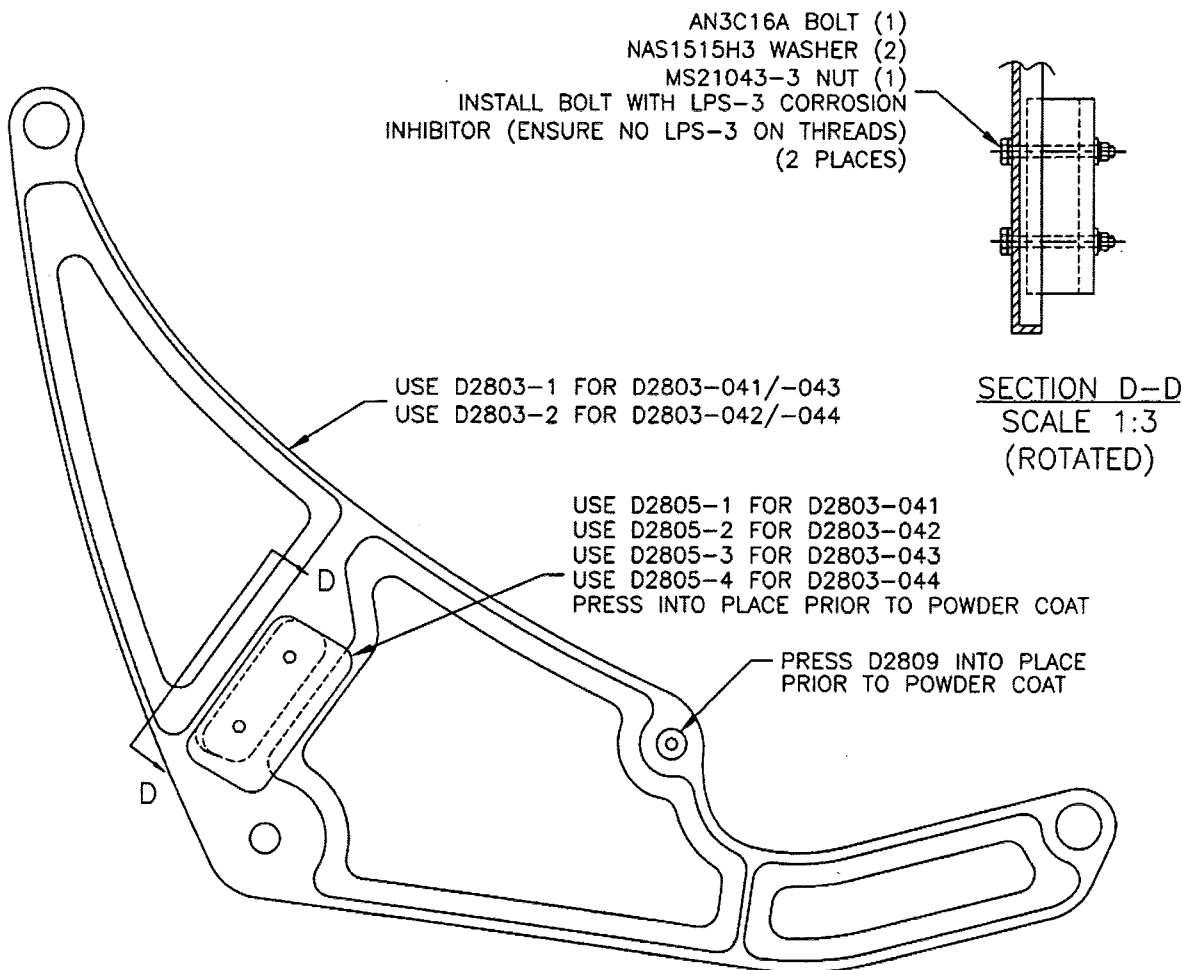 AN3C16A BOLT (1)
NAS1515H3 WASHER (2)
MS21043-3 NUT (1)
INSTALL BOLT WITH LPS-3 CORROSION
INHIBITOR (ENSURE NO LPS-3 ON THREADS)
(2 PLACES)
SECTION D-D
SCALE 1:3
(ROTATED)
USE D2803-1 FOR D2803-041/-043
USE D2803-2 FOR D2803-042/-044
USE D2805-1 FOR D2803-041
USE D2805-2 FOR D2803-042
USE D2805-3 FOR D2803-043
USE D2805-4 FOR D2803-044
PRESS INTO PLACE PRIOR TO POWDER COAT
D
PRESS D2809 INTO PLACE
PRIOR TO POWDER COAT
D